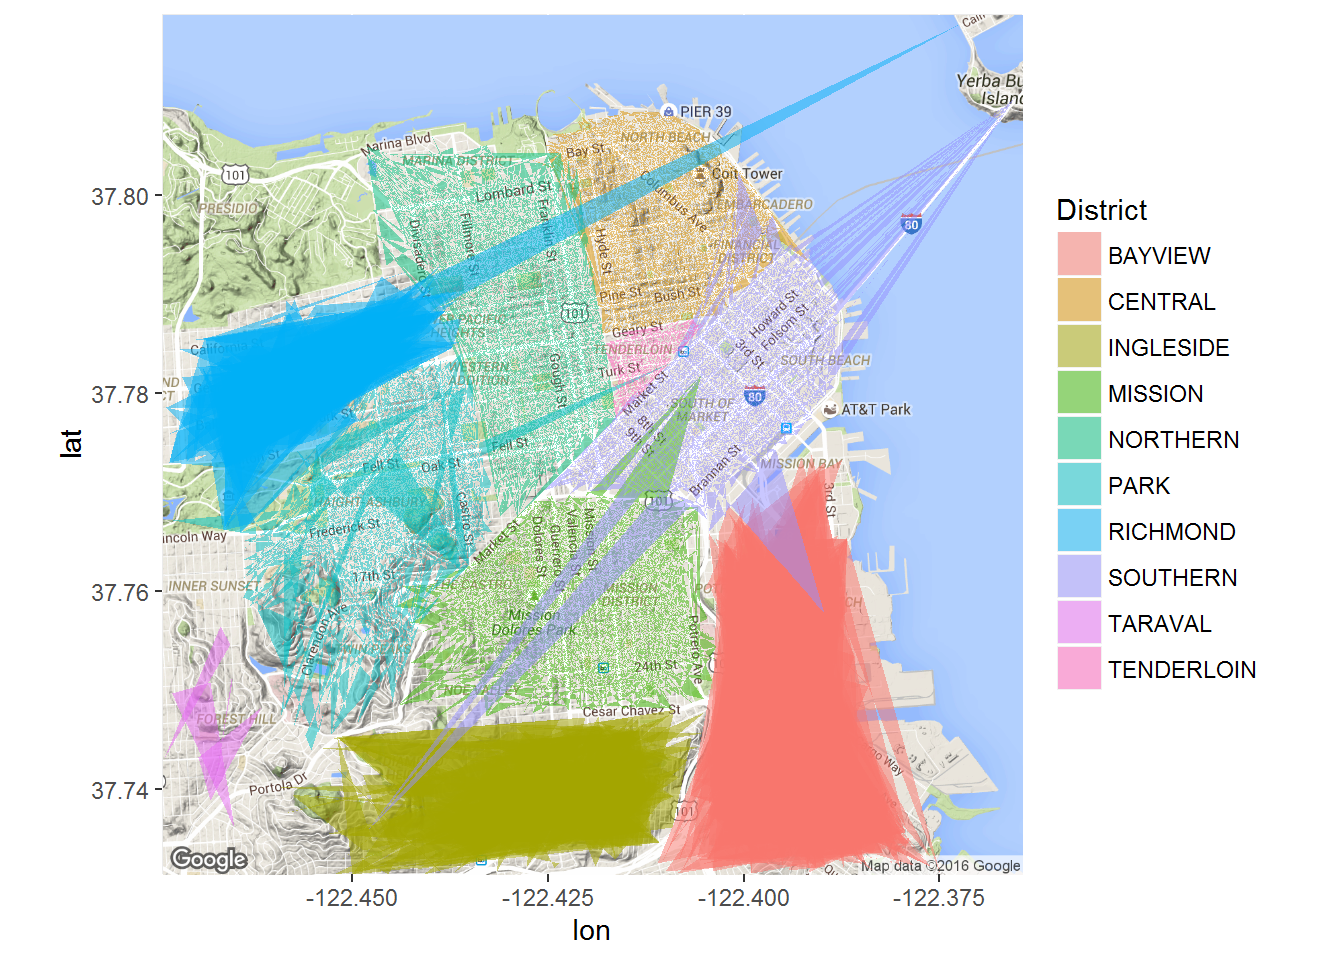 Yerba Bu
Island
PIER 39
NORTH BEACH
Marina Blvd
Bay St
MARINA DISTRICT
101
Coit Tower
Lombard St
Columbus Ave
Franklin St
37.80
PRESIDIO
EMBARCADERO
Fillmore St
Divisadero
Hyde St
80
FINANCIAL
DISTRICT
District
BAYVIEW
CENTRAL
INGLESIDE
MISSION
NORTHERN
PARK
RICHMOND
SOUTHERN
TARAVAL
TENDERLOIN
Pine St
Bush St
101
Howard St
Folsom St
PACIFIC
HEIGHTS
Geary St
California
TENDERLOIN
3rd St
SOUTH BEACH
WESTERN
ADDITION
Turk St
37.78
Gough St
Market St
80
SOUTH OF
MARKET
AT&T Park
8th St
9th St
Fell St
Fell St
Oak St
Brannan St
MISSION BAY
HAIGHT-ASHBURY
101
3rd St
Castro St
Frederick St
incoln Way
Market St
Dolores St
Guerrero St
Valencia St
Mission St
37.76
INNER SUNSET
17th St
THE CASTRO
MISSION
DISTRICT
Mission
Dolores Park
Clarendon Ave
TWIN PEAKS
Potrero Ave
24th St
NOE VALLEY
FOREST HILL
Cesar Chavez St
37.74
Portola Dr
101
Google
Map data ©2016 Google
-122.450
-122.425
-122.400
-122.375
lat
lon